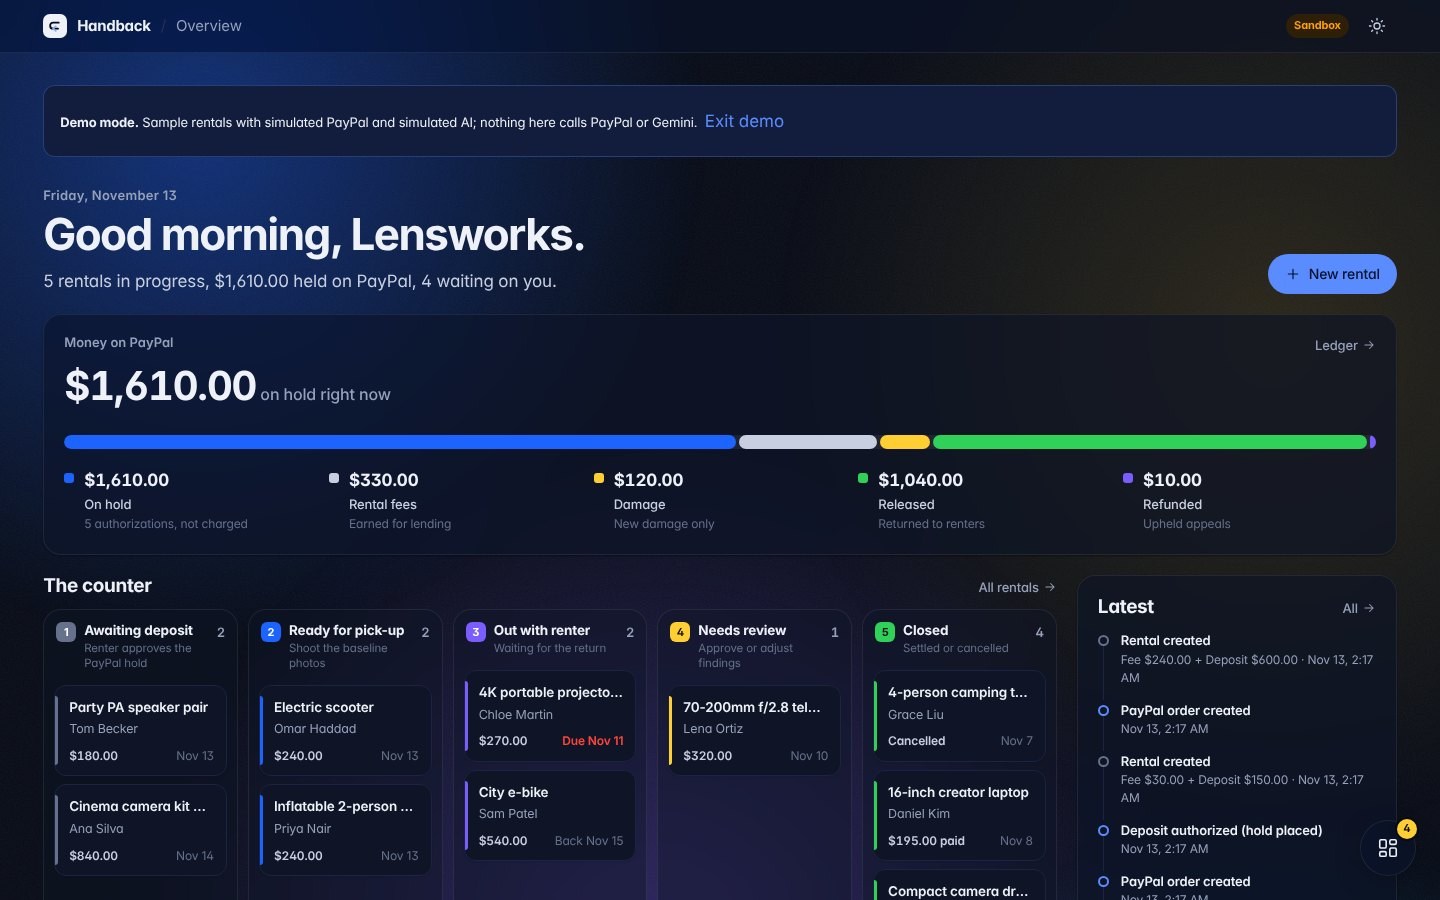 Handback / Overview
Sandbox
Demo mode. Sample rentals with simulated PayPal and simulated AI; nothing here calls PayPal or Gemini. Exit demo
Friday, November 13
Good morning, Lensworks.
5 rentals in progress, $1,610.00 held on PayPal, 4 waiting on you.
+ New rental
Money on PayPal
Ledger →
$1,610.00 on hold right now
$1,610.00
On hold
5 authorizations, not charged
$330.00
Rental fees
Earned for lending
$120.00
Damage
New damage only
$1,040.00
Released
Returned to renters
$10.00
Refunded
Upheld appeals
The counter
All rentals →
1 Awaiting deposit 2
Renter approves the
PayPal hold
Party PA speaker pair
Tom Becker
$180.00 Nov 13
Cinema camera kit ...
Ana Silva
$840.00 Nov 14
2 Ready for pick-up 2
Shoot the baseline
photos
Electric scooter
Omar Haddad
$240.00 Nov 13
Inflatable 2-person ...
Priya Nair
$240.00 Nov 13
3 Out with renter 2
Waiting for the return
4K portable projecto...
Chloe Martin
$270.00 Due Nov 11
City e-bike
Sam Patel
$540.00 Back Nov 15
4 Needs review 1
Approve or adjust
findings
70-200mm f/2.8 tel...
Lena Ortiz
$320.00 Nov 10
5 Closed 4
Settled or cancelled
4-person camping t...
Grace Liu
Cancelled Nov 7
16-inch creator laptop
Daniel Kim
$195.00 paid Nov 8
Compact camera dr...
Latest
All →
Rental created
Fee $240.00 + Deposit $600.00 · Nov 13, 2:17
AM
PayPal order created
Nov 13, 2:17 AM
Rental created
Fee $30.00 + Deposit $150.00 · Nov 13, 2:17
AM
Deposit authorized (hold placed)
Nov 13, 2:17 AM
PayPal order created
Nov 13, 2:17 AM
4